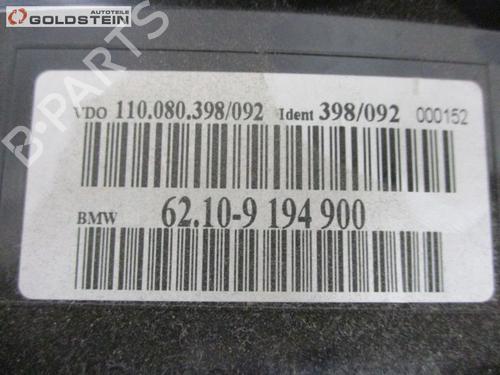 AUTOTEILE
GOLDSTEIN
B-PARTS
VDO 110.080.398/092 Ident 398/092 000152
BMW 62.10-9 194 900